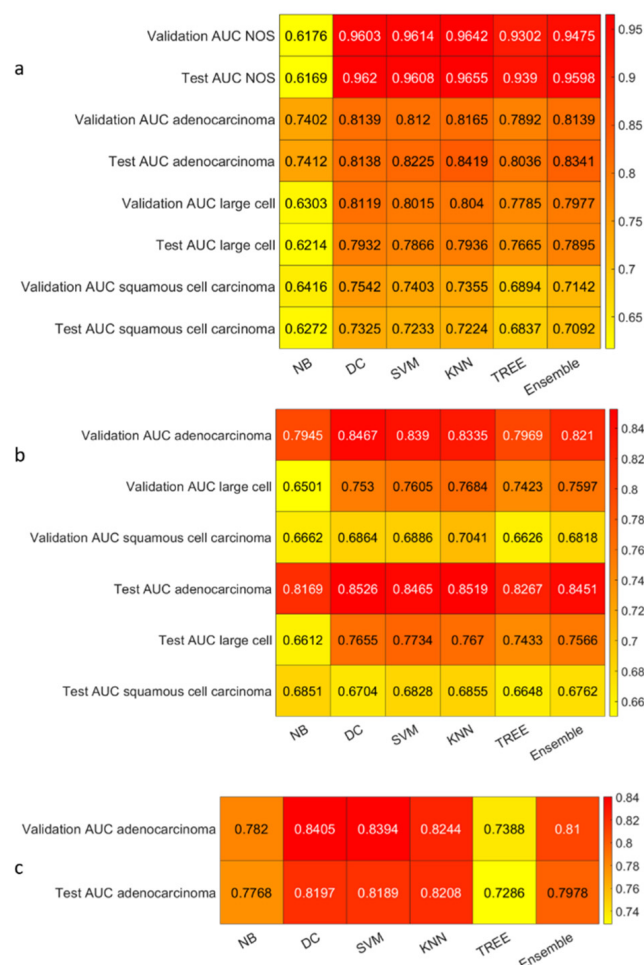 a
Validation AUC NOS 0.6176 0.9603 0.9614 0.9642 0.9302 0.9475
Test AUC NOS 0.6169 0.962 0.9608 0.9655 0.939 0.9598
Validation AUC adenocarcinoma 0.7402 0.8139 0.812 0.8165 0.7892 0.8139
Test AUC adenocarcinoma 0.7412 0.8138 0.8225 0.8419 0.8036 0.8341
Validation AUC large cell 0.6303 0.8119 0.8015 0.804 0.7785 0.7977
Test AUC large cell 0.6214 0.7932 0.7866 0.7936 0.7665 0.7895
Validation AUC squamous cell carcinoma 0.6416 0.7542 0.7403 0.7355 0.6894 0.7142
Test AUC squamous cell carcinoma 0.6272 0.7325 0.7233 0.7224 0.6837 0.7092
NB DC SVM KNN TREE Ensemble
0.95
0.9
0.85
0.8
0.75
0.7
0.65
b
Validation AUC adenocarcinoma 0.7945 0.8467 0.839 0.8335 0.7969 0.821
Validation AUC large cell 0.6501 0.753 0.7605 0.7684 0.7423 0.7597
Validation AUC squamous cell carcinoma 0.6662 0.6864 0.6886 0.7041 0.6626 0.6818
Test AUC adenocarcinoma 0.8169 0.8526 0.8465 0.8519 0.8267 0.8451
Test AUC large cell 0.6612 0.7655 0.7734 0.767 0.7433 0.7566
Test AUC squamous cell carcinoma 0.6851 0.6704 0.6828 0.6855 0.6648 0.6762
NB DC SVM KNN TREE Ensemble
0.84
0.82
0.8
0.78
0.76
0.74
0.72
0.7
0.68
0.66
c
Validation AUC adenocarcinoma 0.782 0.8405 0.8394 0.8244 0.7388 0.81
Test AUC adenocarcinoma 0.7768 0.8197 0.8189 0.8208 0.7286 0.7978
NB DC SVM KNN TREE Ensemble
0.84
0.82
0.8
0.78
0.76
0.74